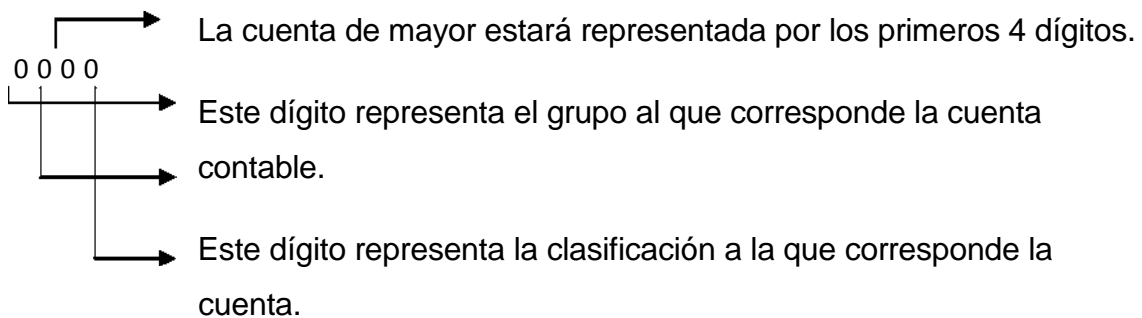 La cuenta de mayor estará representada por los primeros 4 dígitos.
0 0 0 0
Este dígito representa el grupo al que corresponde la cuenta
contable.
Este dígito representa la clasificación a la que corresponde la
cuenta.